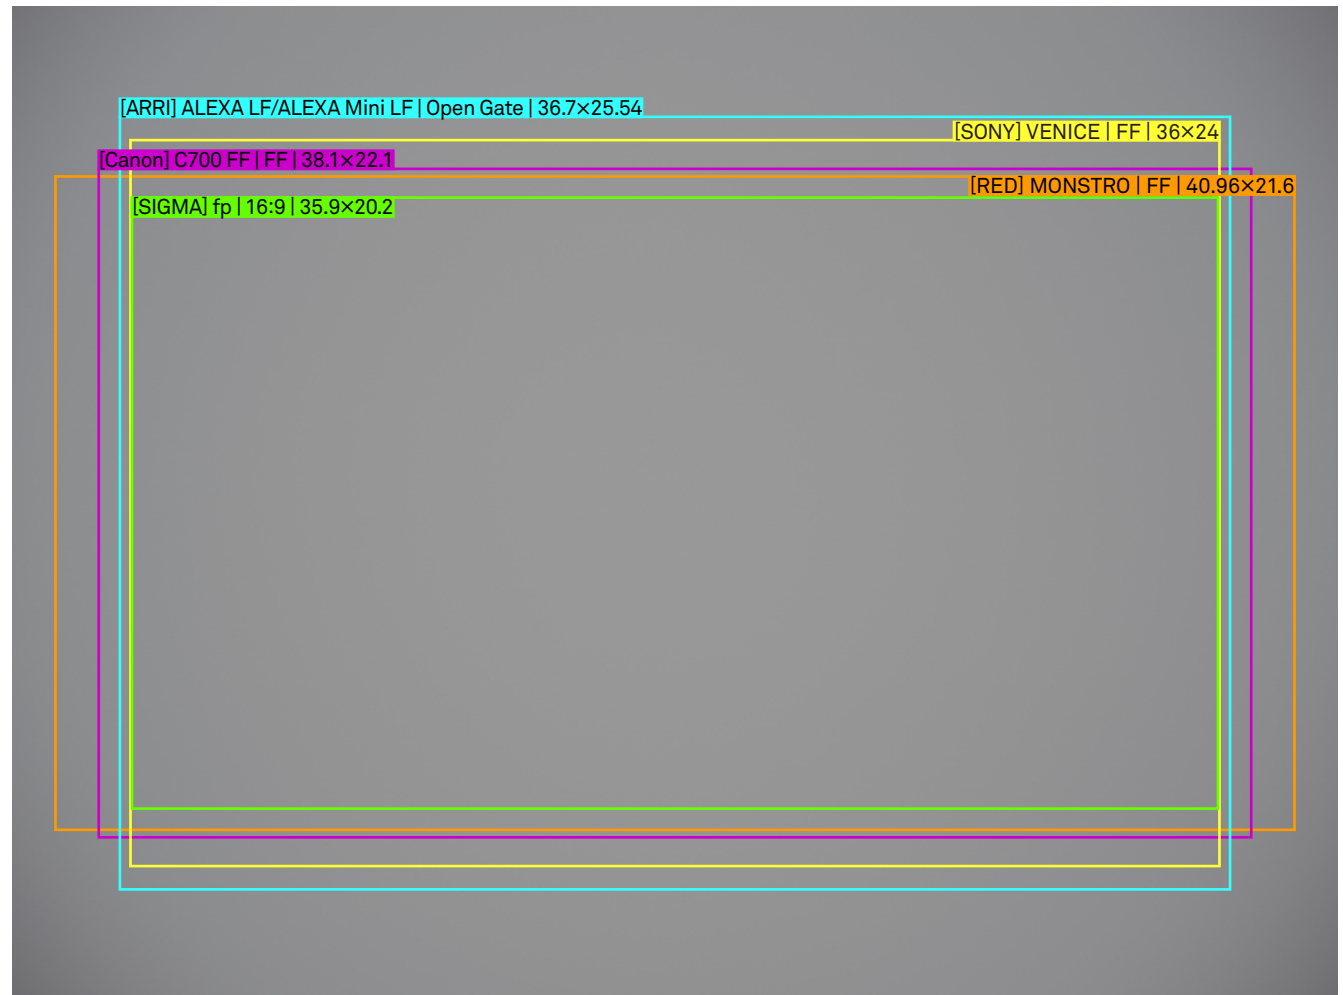 [ARRI] ALEXA LF/ALEXA Mini LF | Open Gate | 36.7×25.54
[SONY] VENICE | FF | 36×24
[Canon] C700 FF | FF | 38.1×22.1
[RED] MONSTRO | FF | 40.96×21.6
[SIGMA] fp | 16:9 | 35.9×20.2